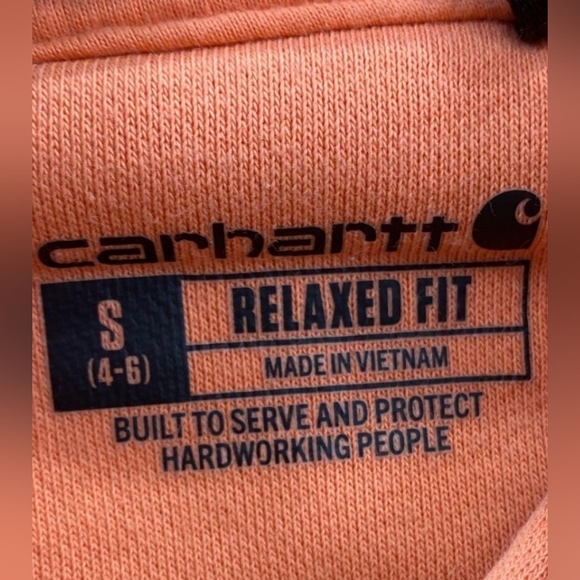 carhartt
S
(4-6)
RELAXED FIT
MADE IN VIETNAM
BUILT TO SERVE AND PROTECT
HARDWORKING PEOPLE